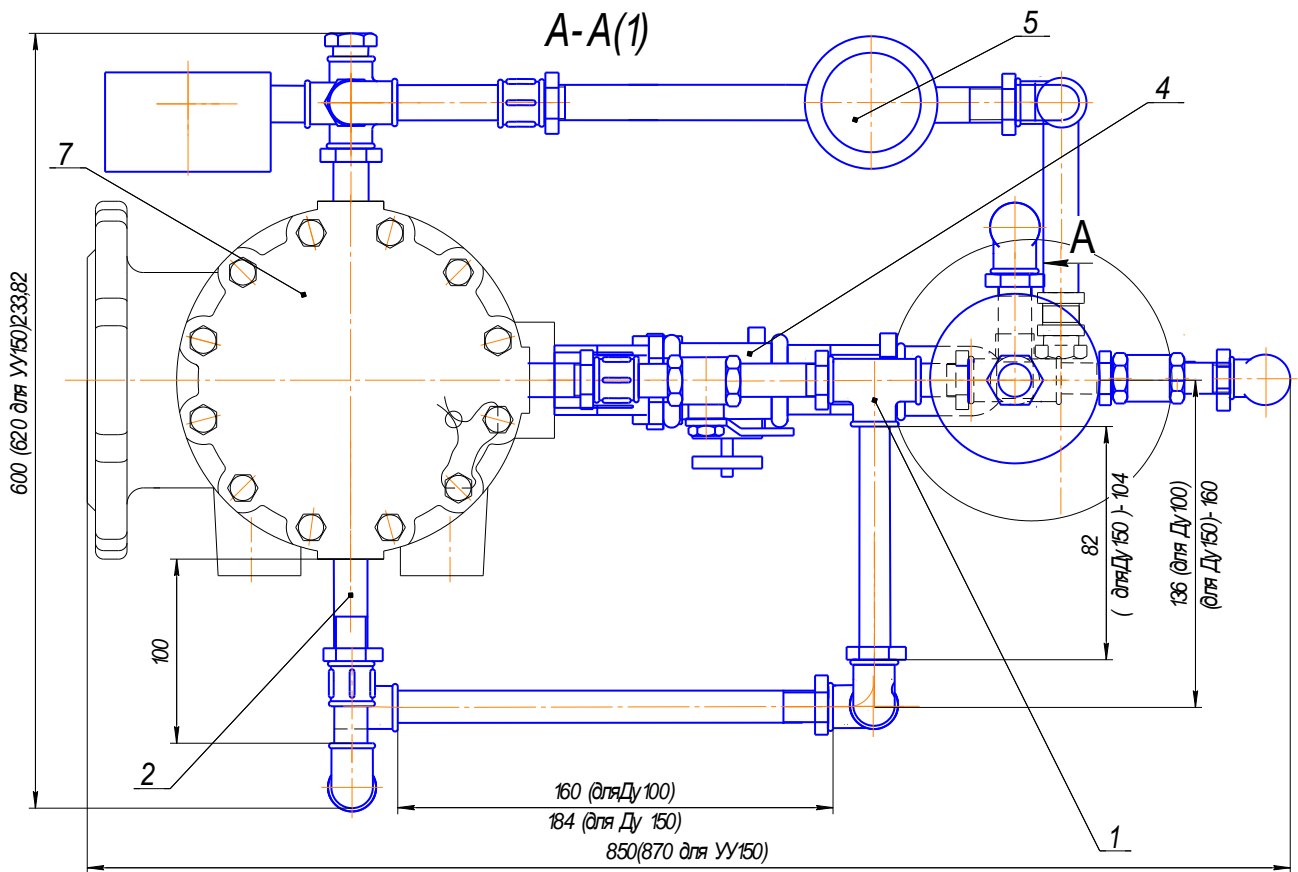 А-А(1)
5
4
7
А
600 (620 для УУ150)233,82
82
( дляДу150 )- 104
136 (для Ду100)
(для Ду150)- 160
100
2
160 (дляДу100)
184 (для Ду 150)
850(870 для УУ150)
1